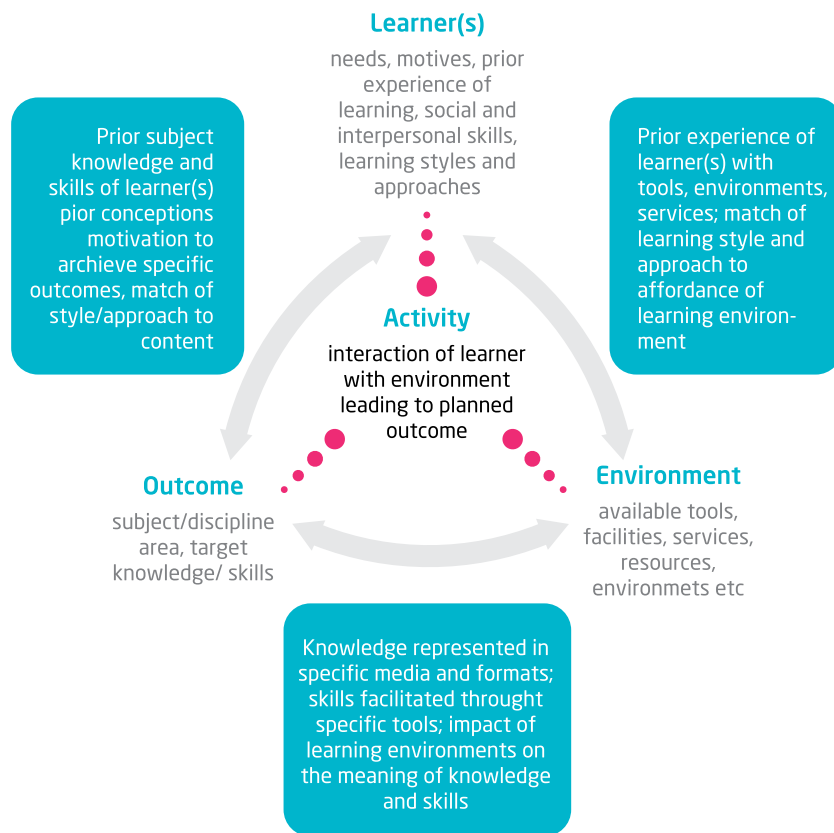 Learner(s)
needs, motives, prior
experience of
learning, social and
interpersonal skills,
learning styles and
approaches
Prior subject
knowledge and
skills of learner(s)
pior conceptions
motivation to
archieve specific
outcomes, match of
style/approach to
content
Prior experience of
learner(s) with
tools, environments,
services; match of
learning style and
approach to
affordance of
learning environ-
ment
Activity
interaction of learner
with environment
leading to planned
outcome
Outcome
subject/discipline
area, target
knowledge/ skills
Environment
available tools,
facilities, services,
resources,
environmets etc
Knowledge represented in
specific media and formats;
skills facilitated throught
specific tools; impact of
learning environments on
the meaning of knowledge
and skills